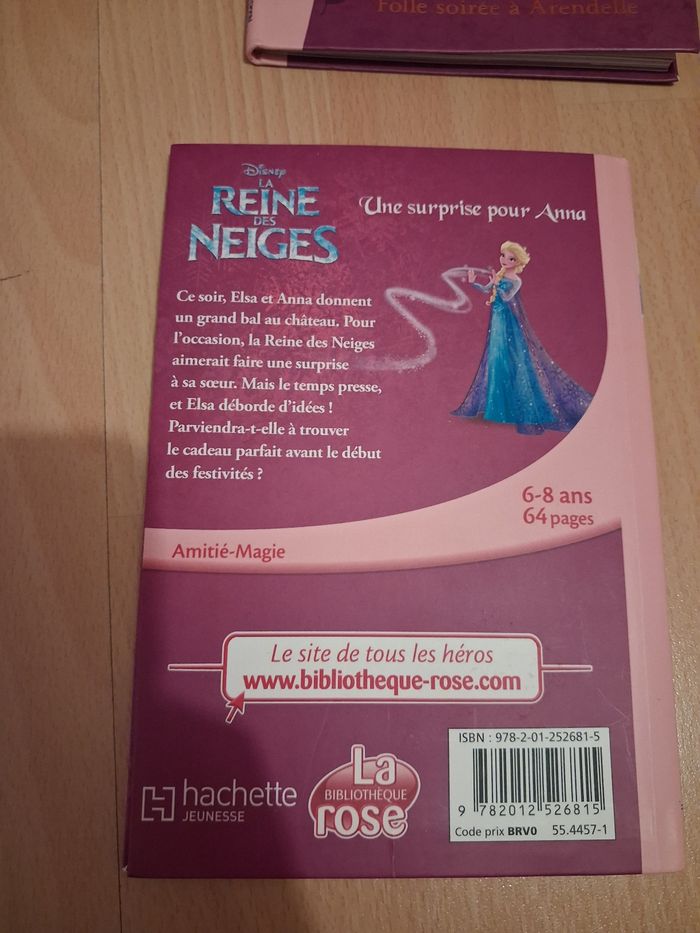 Folle soirée à Arendelle
Disney
LA
REINE
DES
NEIGES
Une surprise pour Anna
Ce soir, Elsa et Anna donnent
un grand bal au château. Pour
l'occasion, la Reine des Neiges
aimerait faire une surprise
à sa sœur. Mais le temps presse,
et Elsa déborde d'idées !
Parviendra-t-elle à trouver
le cadeau parfait avant le début
des festivités ?
6-8 ans
64 pages
Amitié-Magie
Le site de tous les héros
www.bibliotheque-rose.com
ISBN : 978-2-01-252681-5
9 782012 526815
Code prix BRV0 55.4457-1
hachette
JEUNESSE
La
BIBLIOTHÈQUE
rose